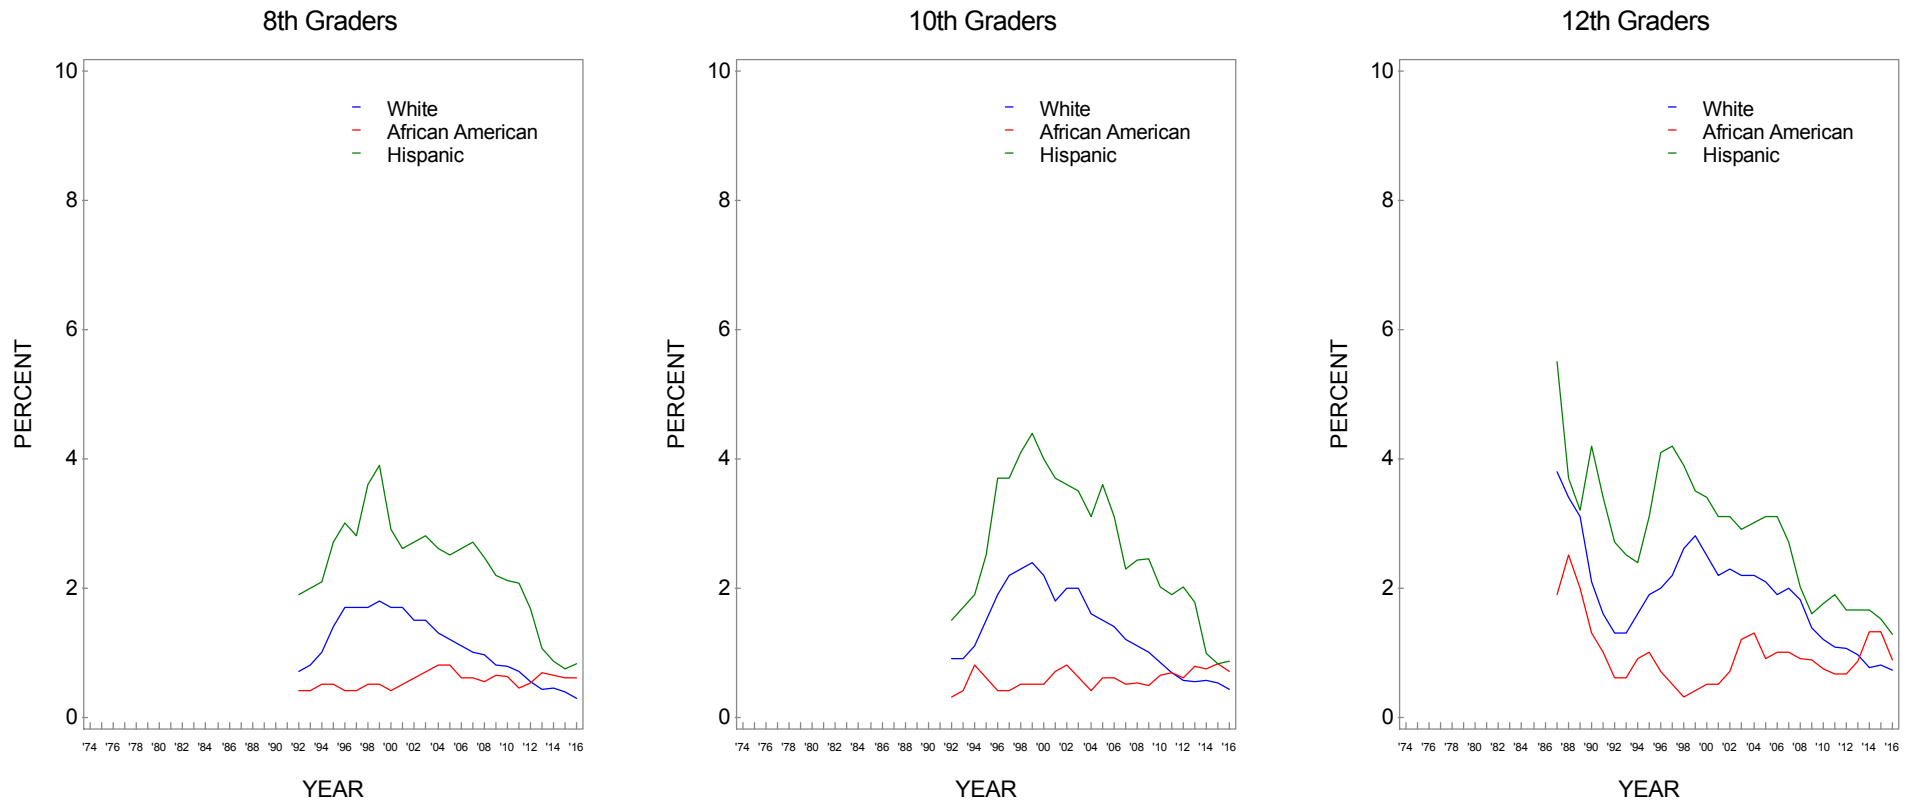 8th Graders
10
8
6
4
2
0
PERCENT
White
African American
Hispanic
'74 '76 '78 '80 '82 '84 '86 '88 '90 '92 '94 '96 '98 '00 '02 '04 '06 '08 '10 '12 '14 '16
YEAR
10th Graders
10
8
6
4
2
0
PERCENT
White
African American
Hispanic
'74 '76 '78 '80 '82 '84 '86 '88 '90 '92 '94 '96 '98 '00 '02 '04 '06 '08 '10 '12 '14 '16
YEAR
12th Graders
10
8
6
4
2
0
PERCENT
White
African American
Hispanic
'74 '76 '78 '80 '82 '84 '86 '88 '90 '92 '94 '96 '98 '00 '02 '04 '06 '08 '10 '12 '14 '16
YEAR